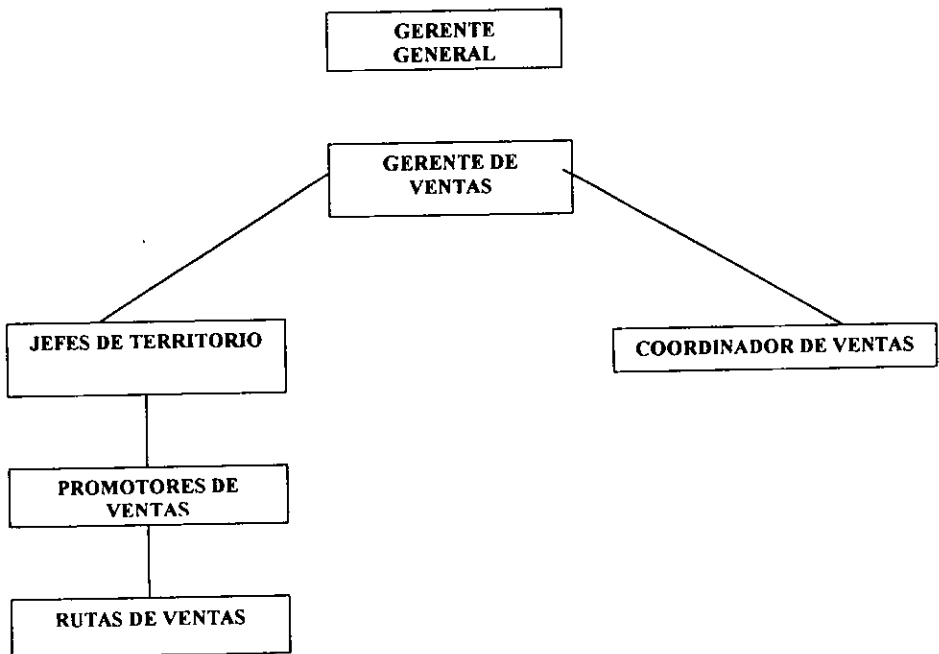 GERENTE
GENERAL
GERENTE DE
VENTAS
JEFES DE TERRITORIO
COORDINADOR DE VENTAS
PROMOTORES DE
VENTAS
RUTAS DE VENTAS